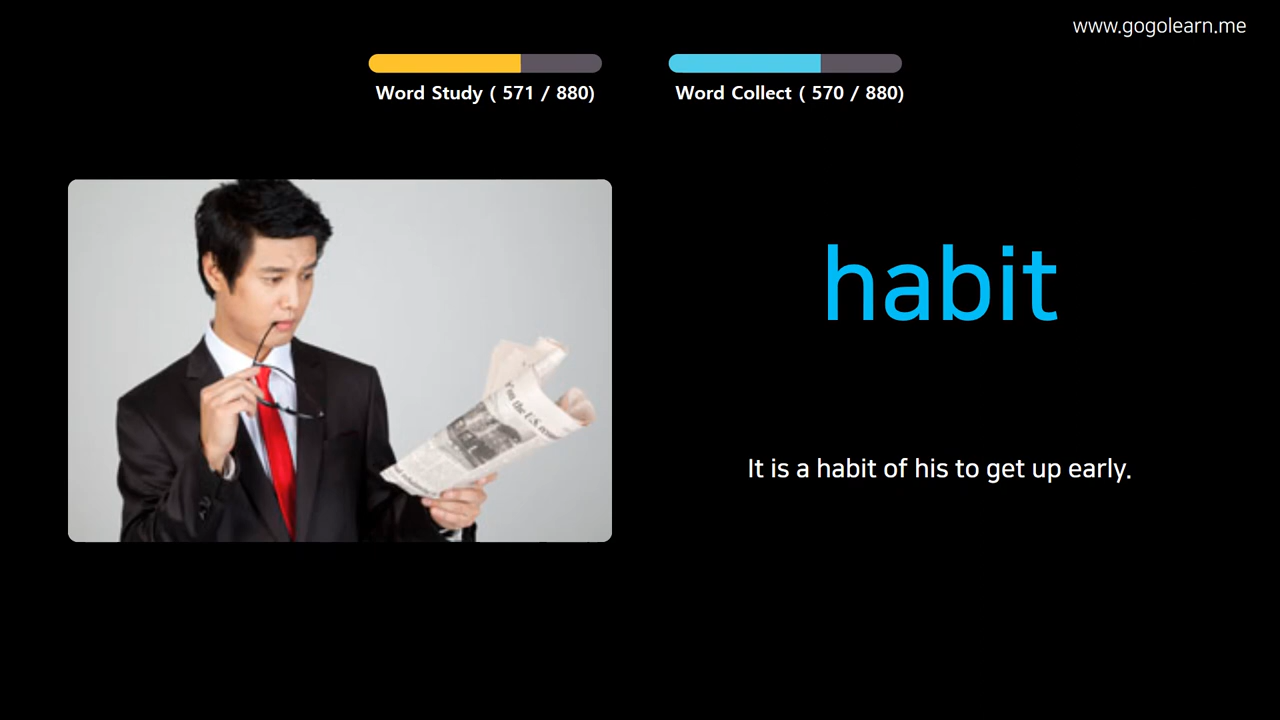 www.gogolearn.me
Word Study ( 571 / 880)
Word Collect ( 570 / 880)
habit
It is a habit of his to get up early.